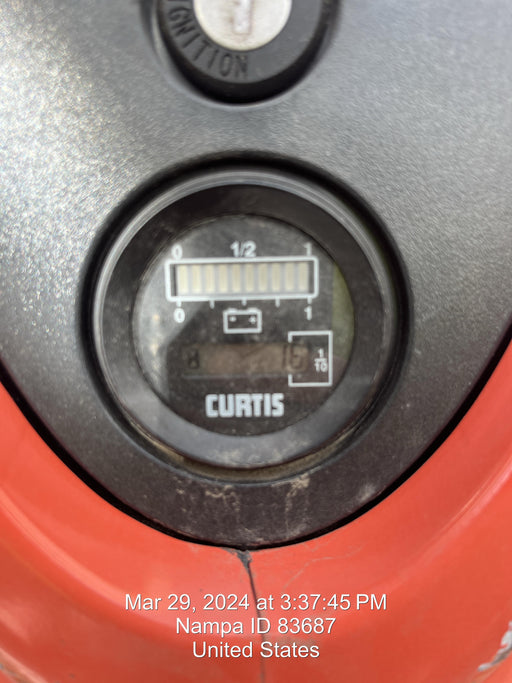 IGNITION
0 1/2 1
0 1
- +
1/10
CURTIS
Mar 29, 2024 at 3:37:45 PM
Nampa ID 83687
United States